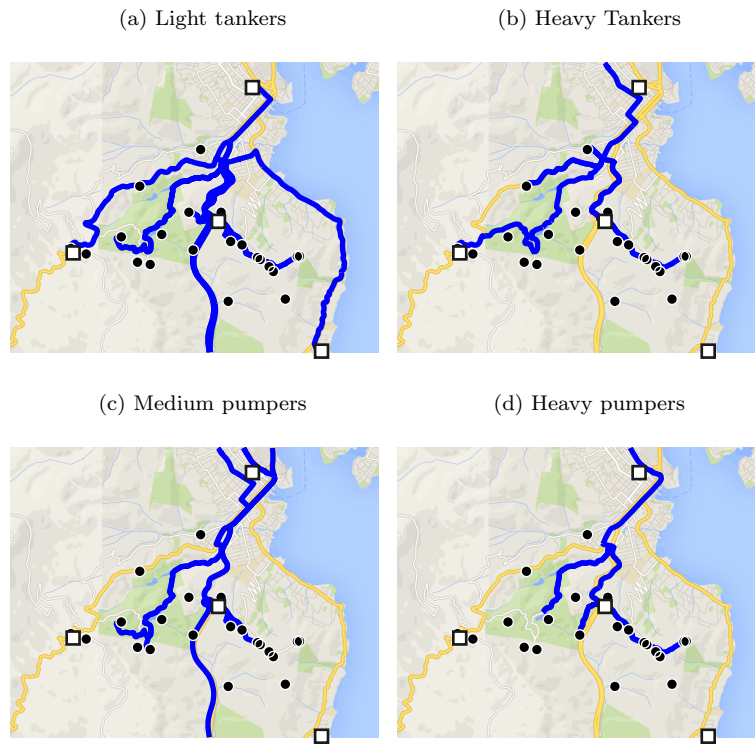 (a) Light tankers
(b) Heavy Tankers
(c) Medium pumpers
(d) Heavy pumpers